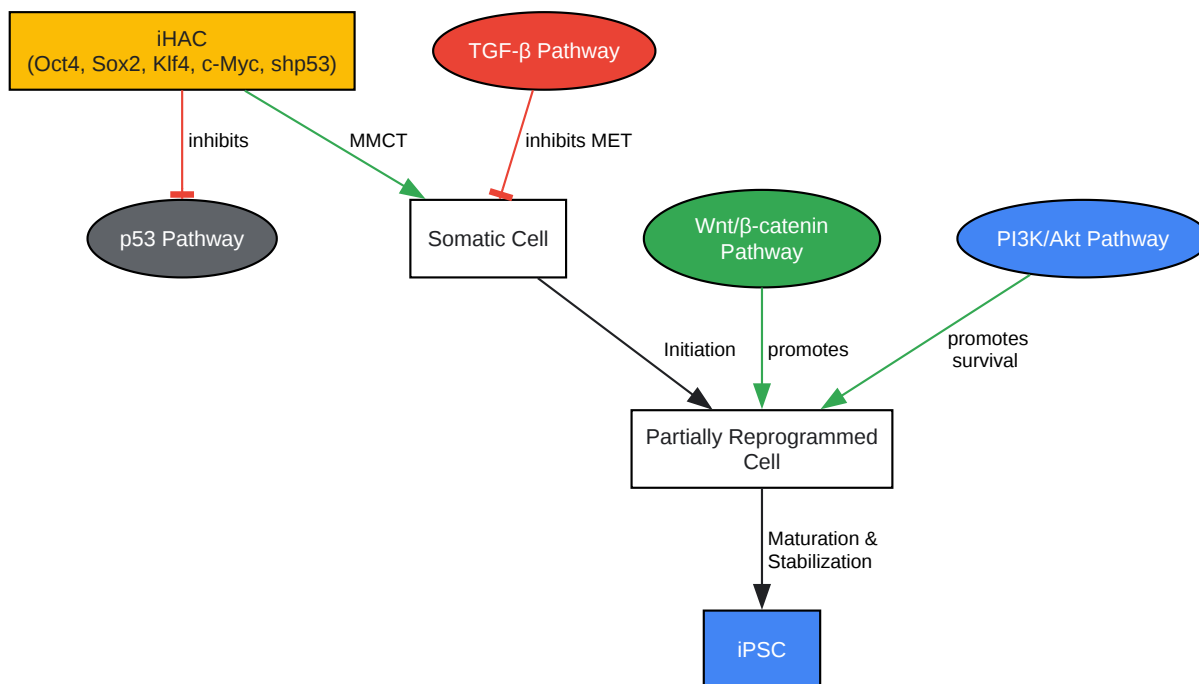 iHAC
(Oct4, Sox2, Klf4, c-Myc, shp53)
TGF-β Pathway
inhibits
MMCT
inhibits MET
p53 Pathway
Somatic Cell
Wnt/β-catenin
Pathway
PI3K/Akt Pathway
Initiation
promotes
promotes
survival
Partially Reprogrammed
Cell
Maturation &
Stabilization
iPSC